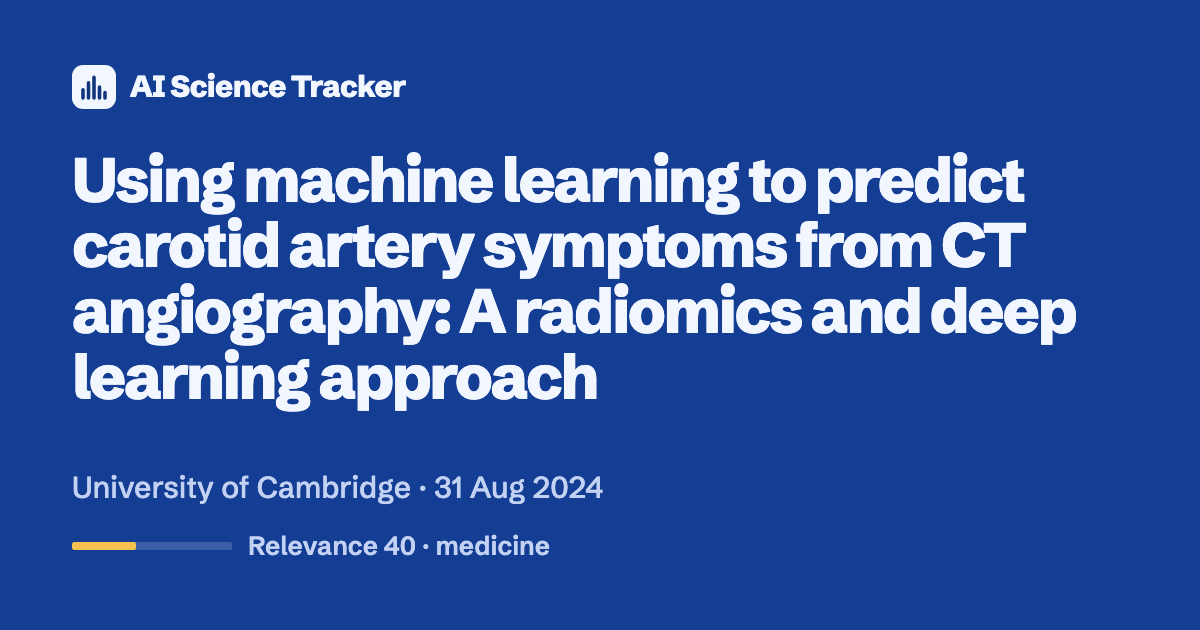 AI Science Tracker
Using machine learning to predict
carotid artery symptoms from CT
angiography: A radiomics and deep
learning approach
University of Cambridge · 31 Aug 2024
Relevance 40 · medicine